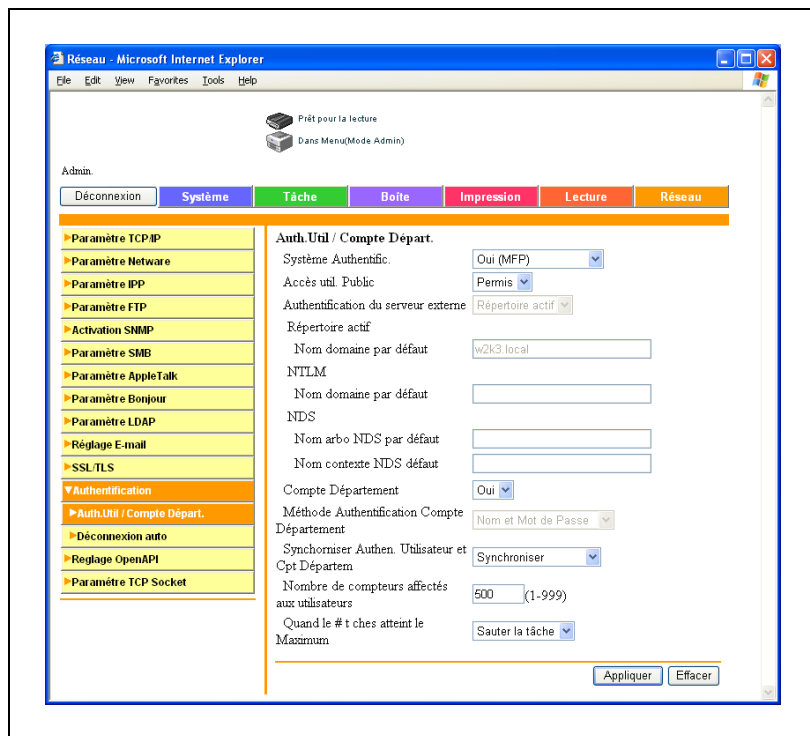 Réseau - Microsoft Internet Explorer
File Edit View Favorites Tools Help
Prêt pour la lecture
Dans Menu(Mode Admin)
Admin.
Déconnexion Système Tâche Boîte Impression Lecture Réseau
Paramètre TCP/IP
Paramètre Netware
Paramètre IPP
Paramètre FTP
Activation SNMP
Paramètre SMB
Paramètre AppleTalk
Paramètre Bonjour
Paramètre LDAP
Réglage E-mail
SSL/TLS
Authentification
Auth.Util / Compte Départ.
Déconnexion auto
Reglage OpenAPI
Paramétre TCP Socket
Auth.Util / Compte Départ.
Système Authentific. Oui (MFP)
Accès util. Public Permis
Authentification du serveur externe Répertoire actif
Répertoire actif
Nom domaine par défaut w2k3.local
NTLM
Nom domaine par défaut
NDS
Nom arbo NDS par défaut
Nom contexte NDS défaut
Compte Département Oui
Méthode Authentification Compte
Département Nom et Mot de Passe
Synchorniser Authen. Utilisateur et
Cpt Départem Synchroniser
Nombre de compteurs affectés
aux utilisateurs 500 (1-999)
Quand le # t ches atteint le
Maximum Sauter la tâche
Appliquer Effacer